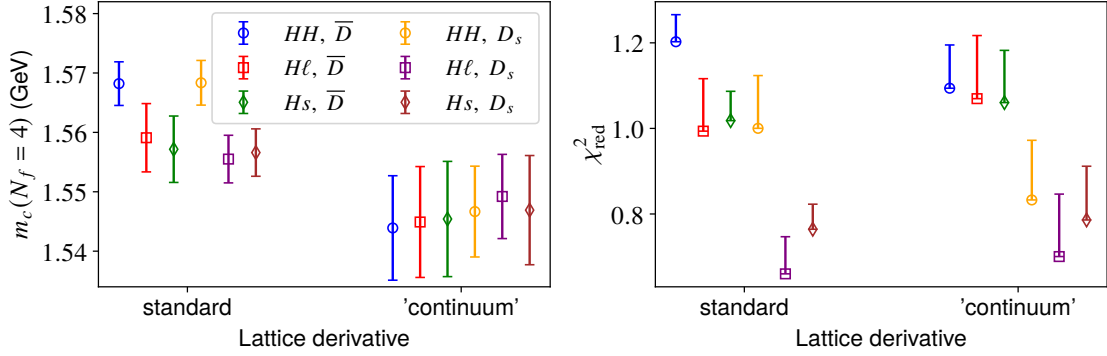 m_c(N_f = 4) (GeV)
1.58
1.57
1.56
1.55
1.54
HH, D̅
Hℓ, D̅
Hs, D̅
HH, D_s
Hℓ, D_s
Hs, D_s
standard
'continuum'
Lattice derivative
χ²_red
1.2
1.0
0.8
standard
'continuum'
Lattice derivative